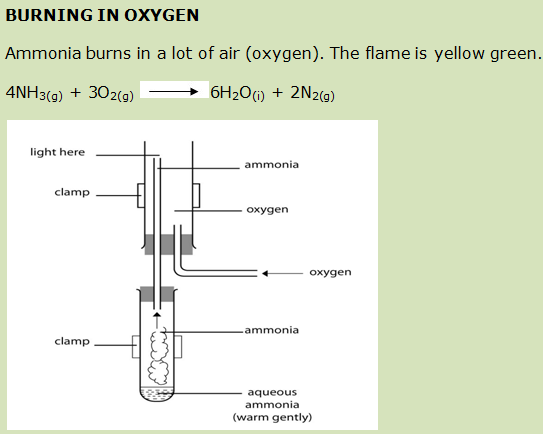 BURNING IN OXYGEN
Ammonia burns in a lot of air (oxygen). The flame is yellow green.
4NH3(g) + 3O2(g) ⟶ 6H2O(i) + 2N2(g)
light here
ammonia
clamp
oxygen
oxygen
ammonia
clamp
aqueous
ammonia
(warm gently)